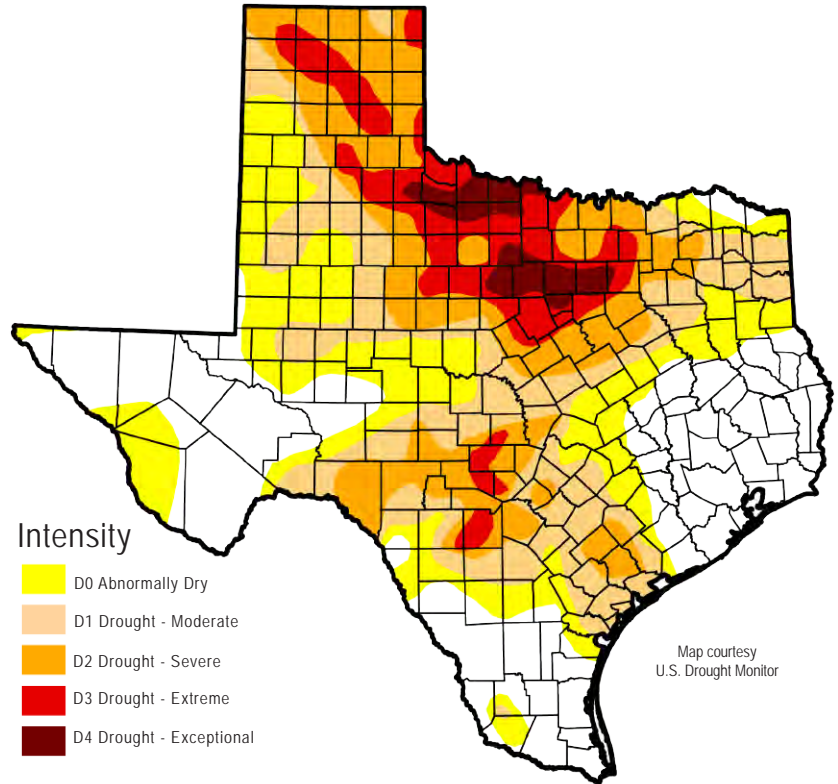 Intensity
D0 Abnormally Dry
D1 Drought - Moderate
D2 Drought - Severe
D3 Drought - Extreme
D4 Drought - Exceptional
Map courtesy
U.S. Drought Monitor